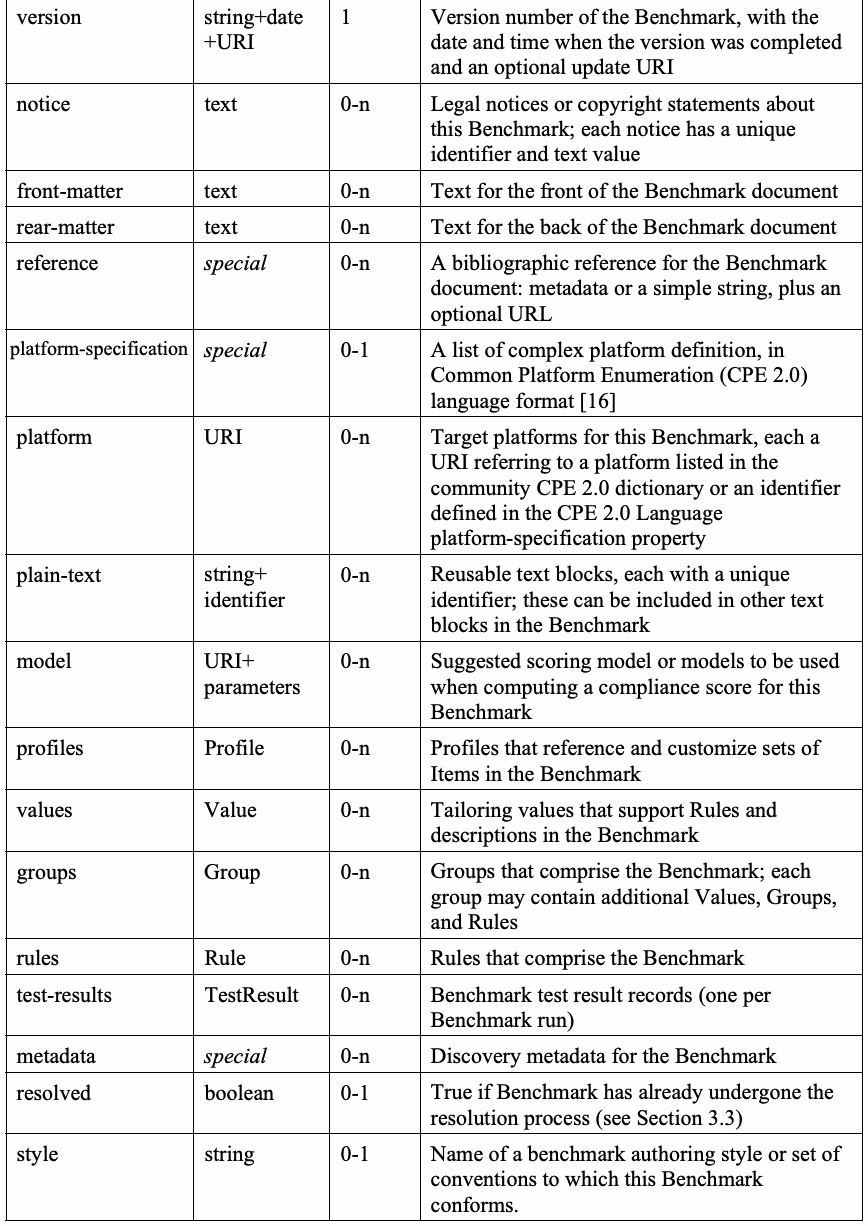 version string+date 1 Version number of the Benchmark, with the
+URI date and time when the version was completed
and an optional update URI
notice text 0-n Legal notices or copyright statements about
this Benchmark; each notice has a unique
identifier and text value
front-matter text 0-n Text for the front of the Benchmark document
rear-matter text 0-n Text for the back of the Benchmark document
reference special 0-n A bibliographic reference for the Benchmark
document: metadata or a simple string, plus an
optional URL
platform-specification special 0-1 A list of complex platform definition, in
Common Platform Enumeration (CPE 2.0)
language format [16]
platform URI 0-n Target platforms for this Benchmark, each a
URI referring to a platform listed in the
community CPE 2.0 dictionary or an identifier
defined in the CPE 2.0 Language
platform-specification property
plain-text string+ 0-n Reusable text blocks, each with a unique
identifier identifier; these can be included in other text
blocks in the Benchmark
model URI+ 0-n Suggested scoring model or models to be used
parameters when computing a compliance score for this
Benchmark
profiles Profile 0-n Profiles that reference and customize sets of
Items in the Benchmark
values Value 0-n Tailoring values that support Rules and
descriptions in the Benchmark
groups Group 0-n Groups that comprise the Benchmark; each
group may contain additional Values, Groups,
and Rules
rules Rule 0-n Rules that comprise the Benchmark
test-results TestResult 0-n Benchmark test result records (one per
Benchmark run)
metadata special 0-n Discovery metadata for the Benchmark
resolved boolean 0-1 True if Benchmark has already undergone the
resolution process (see Section 3.3)
style string 0-1 Name of a benchmark authoring style or set of
conventions to which this Benchmark
conforms.